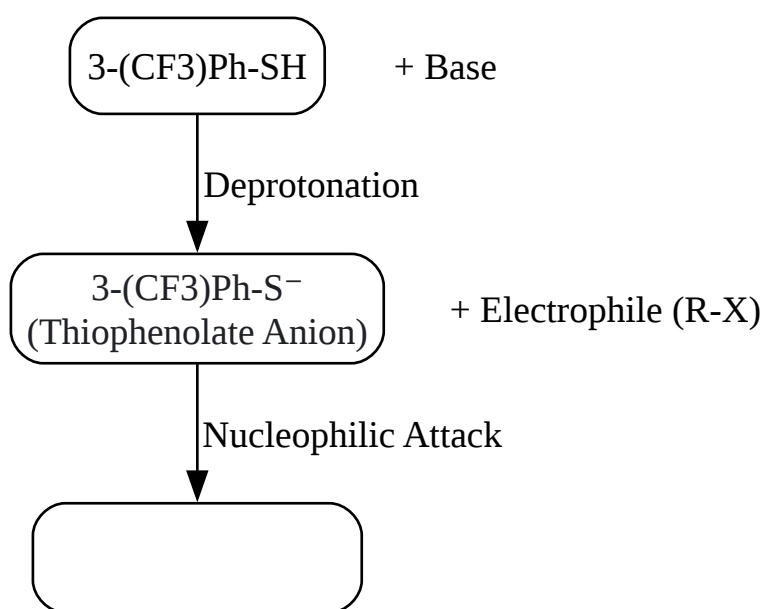 3-(CF3)Ph-SH + Base
Deprotonation
3-(CF3)Ph-S⁻
(Thiophenolate Anion)
+ Electrophile (R-X)
Nucleophilic Attack